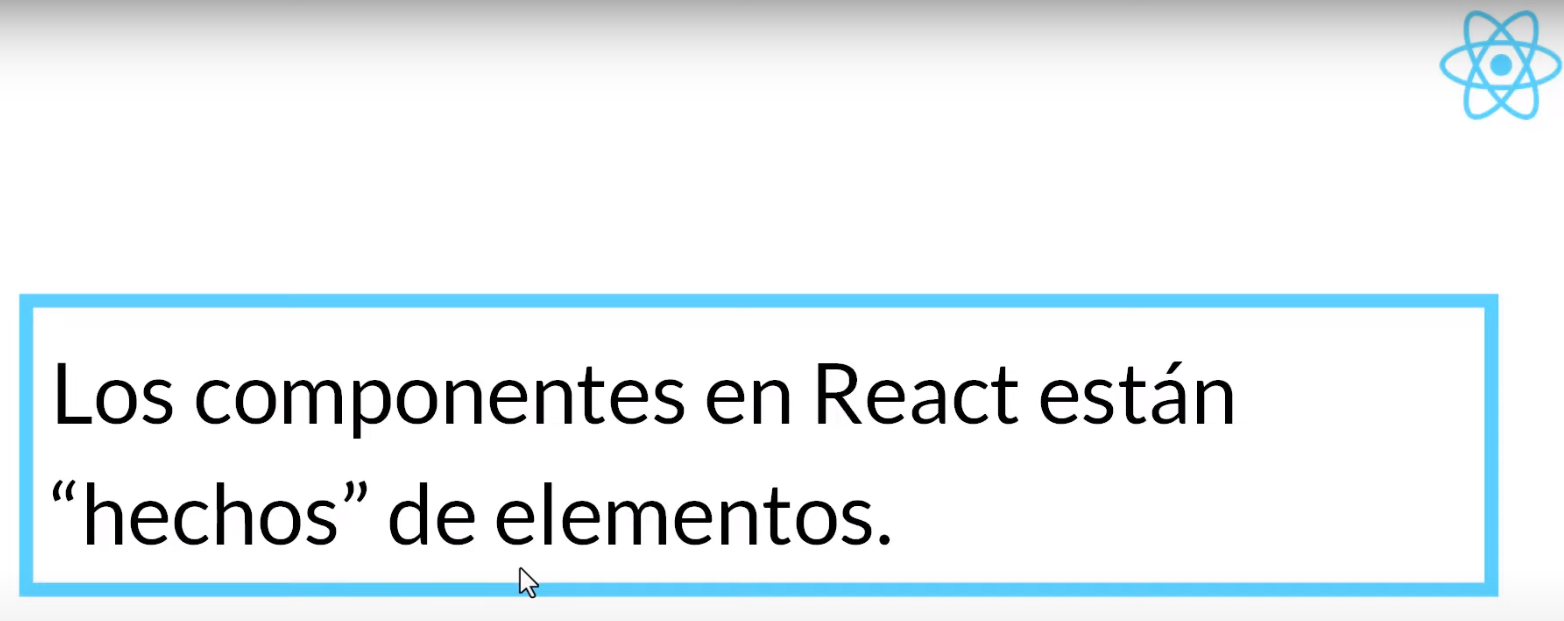 Los componentes en React están
“hechos” de elementos.